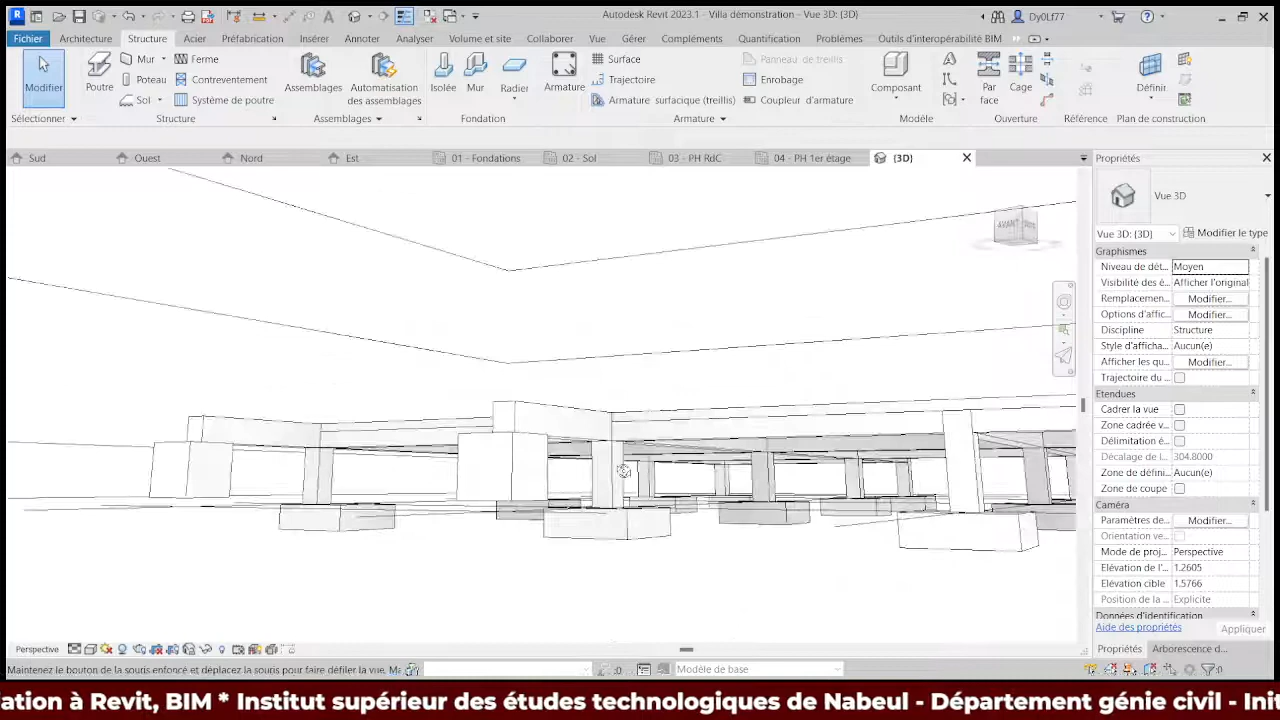 Autodesk Revit 2023.1 - Villa démonstration - Vue 3D: {3D}
Dy0Lf77
Fichier Architecture Structure Acier Préfabrication Insérer Annoter Analyser Volume et site Collaborer Vue Gérer Compléments Quantification Problèmes Outils d'interopérabilité BIM
Modifier
Poutre
Mur
Poteau
Sol
Ferme
Contreventement
Système de poutre
Assemblages
Automatisation des assemblages
Isolée
Mur
Radier
Armature
Surface
Trajectoire
Armature surfacique (treillis)
Panneau de treillis
Enrobage
Coupleur d'armature
Composant
Par face
Cage
Définir
Sélectionner
Structure
Assemblages
Fondation
Armature
Modèle
Ouverture
Référence
Plan de construction
Sud
Ouest
Nord
Est
01 - Fondations
02 - Sol
03 - PH RdC
04 - PH 1er étage
{3D}
AVANT
Propriétés
Vue 3D
Vue 3D: {3D}
Modifier le type
Graphismes
Niveau de dét... Moyen
Visibilité des é... Afficher l'original
Remplacemen... Modifier...
Options d'affic... Modifier...
Discipline Structure
Style d'afficha... Aucun(e)
Afficher les qu... Modifier...
Trajectoire du
Etendues
Cadrer la vue
Zone cadrée v...
Délimitation é...
Décalage de l... 304.8000
Zone de défini... Aucun(e)
Zone de coupe
Caméra
Paramètres de... Modifier...
Orientation ve...
Mode de proj... Perspective
Elévation de l'... 1.2605
Elévation cible 1.5766
Position de la ... Explicite
Données d'identification
Aide des propriétés
Appliquer
Propriétés
Arborescence d...
Perspective
Maintenez le bouton de la souris enfoncé et déplacez la souris pour faire défiler la vue. Ma
:0
Modèle de base
:0
iation à Revit, BIM * Institut supérieur des études technologiques de Nabeul - Département génie civil - Ini